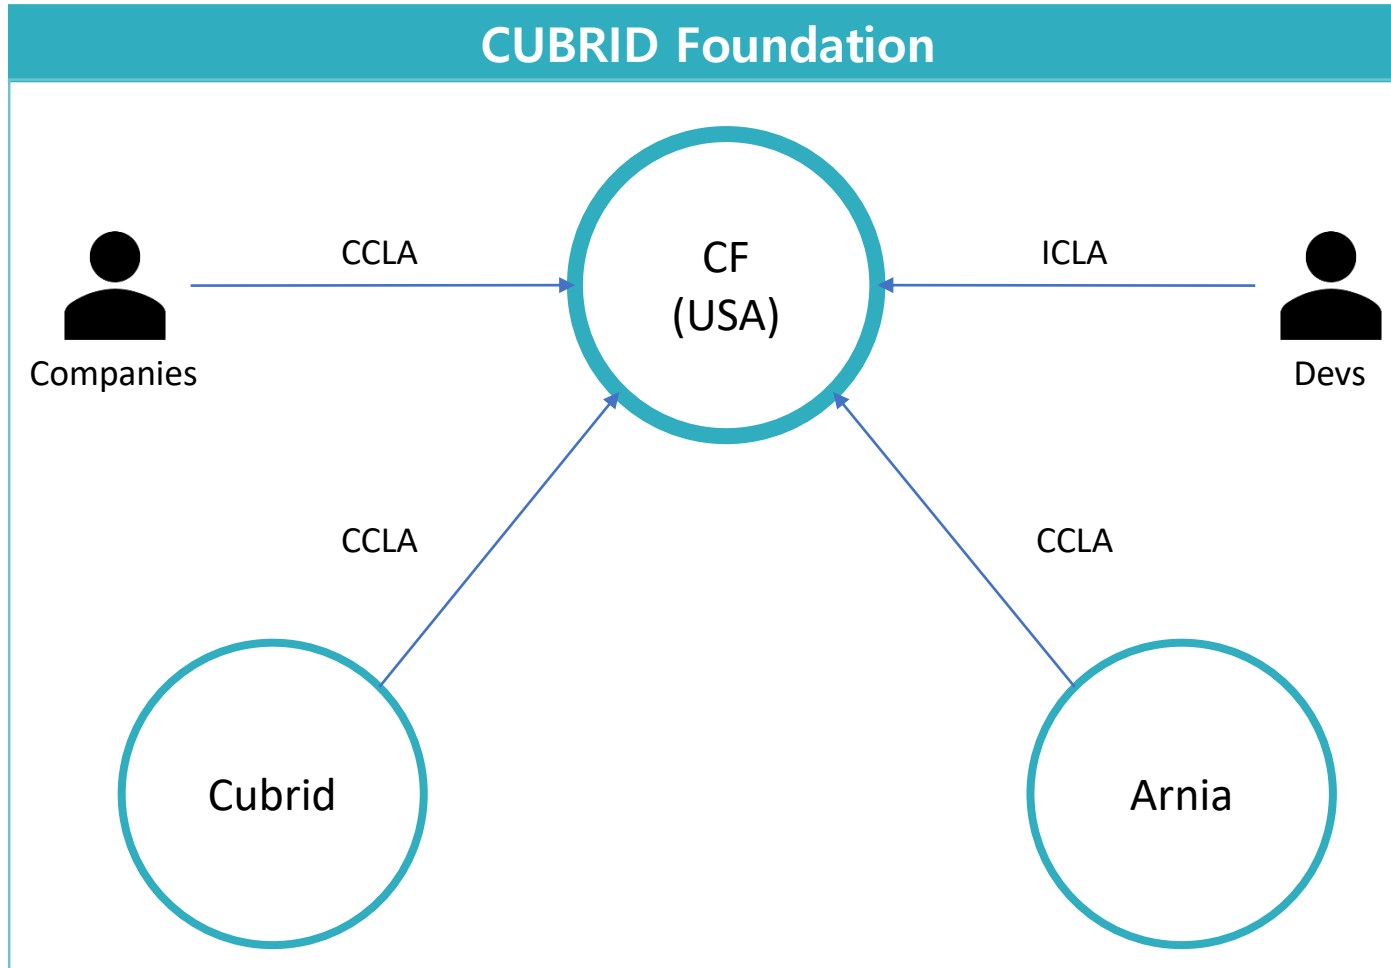 CUBRID Foundation
CCLA
CF
(USA)
ICLA
Companies
Devs
CCLA
CCLA
Cubrid
Arnia